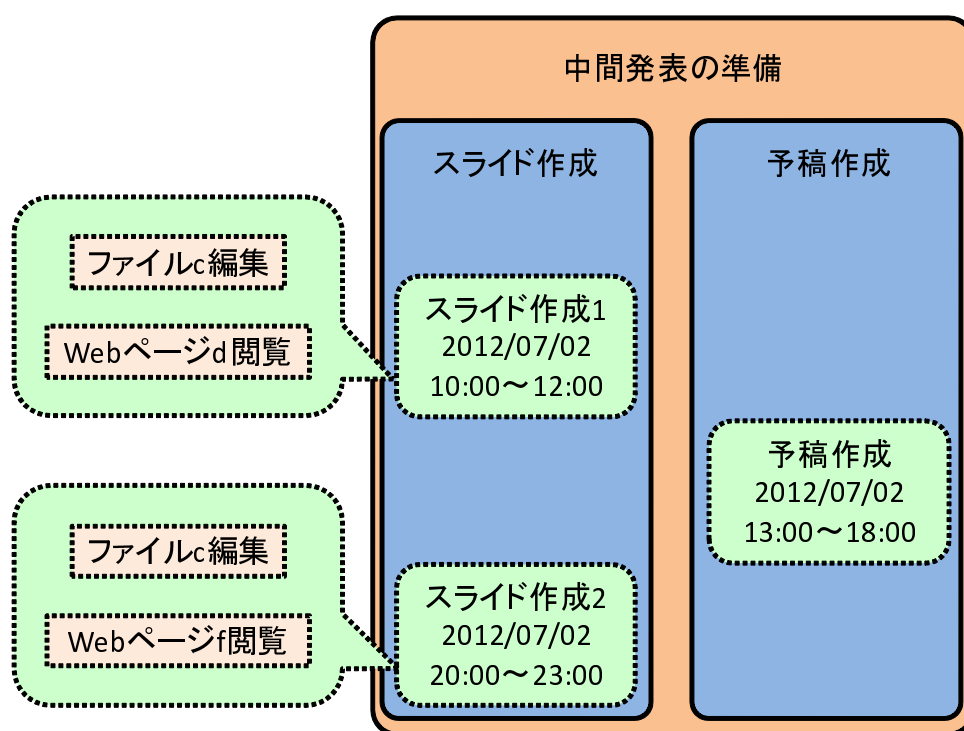 中間発表の準備
スライド作成
予稿作成
ファイルc編集
Webページd閲覧
スライド作成1
2012/07/02
10:00～12:00
予稿作成
2012/07/02
13:00～18:00
ファイルc編集
Webページf閲覧
スライド作成2
2012/07/02
20:00～23:00